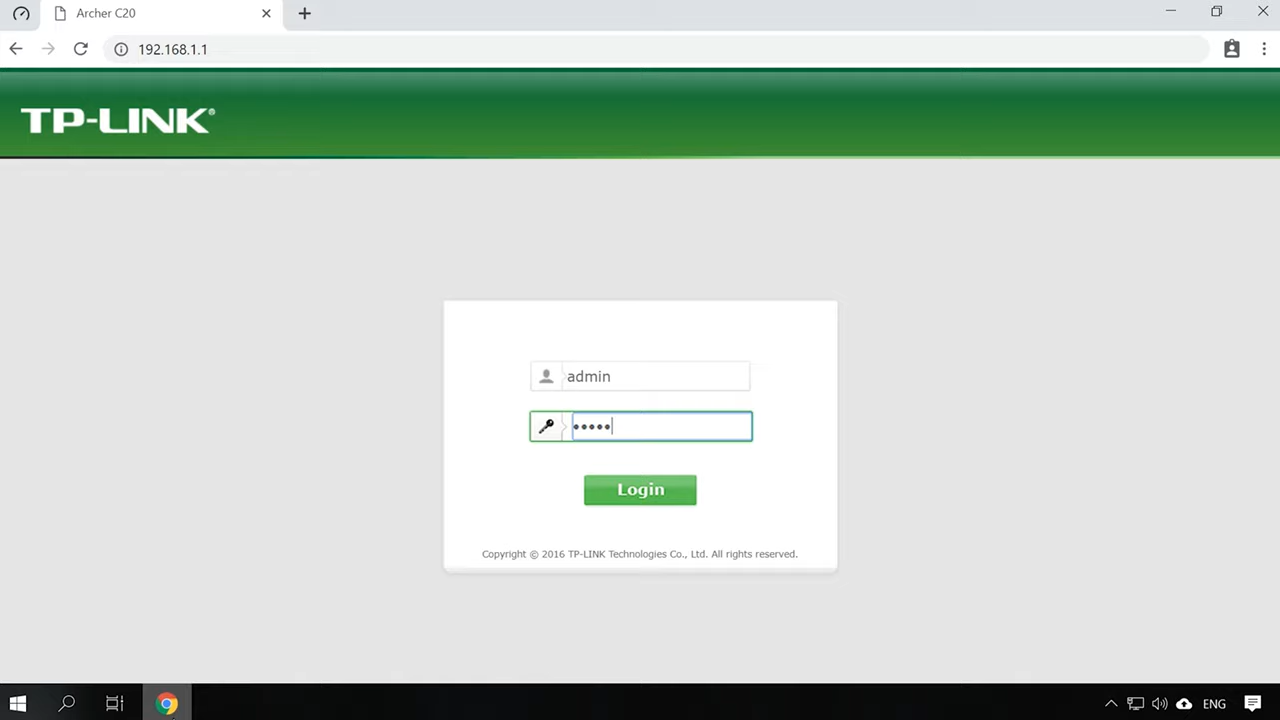 Archer C20
192.168.1.1
TP-LINK®
admin
•••••
Login
Copyright © 2016 TP-LINK Technologies Co., Ltd. All rights reserved.
ENG